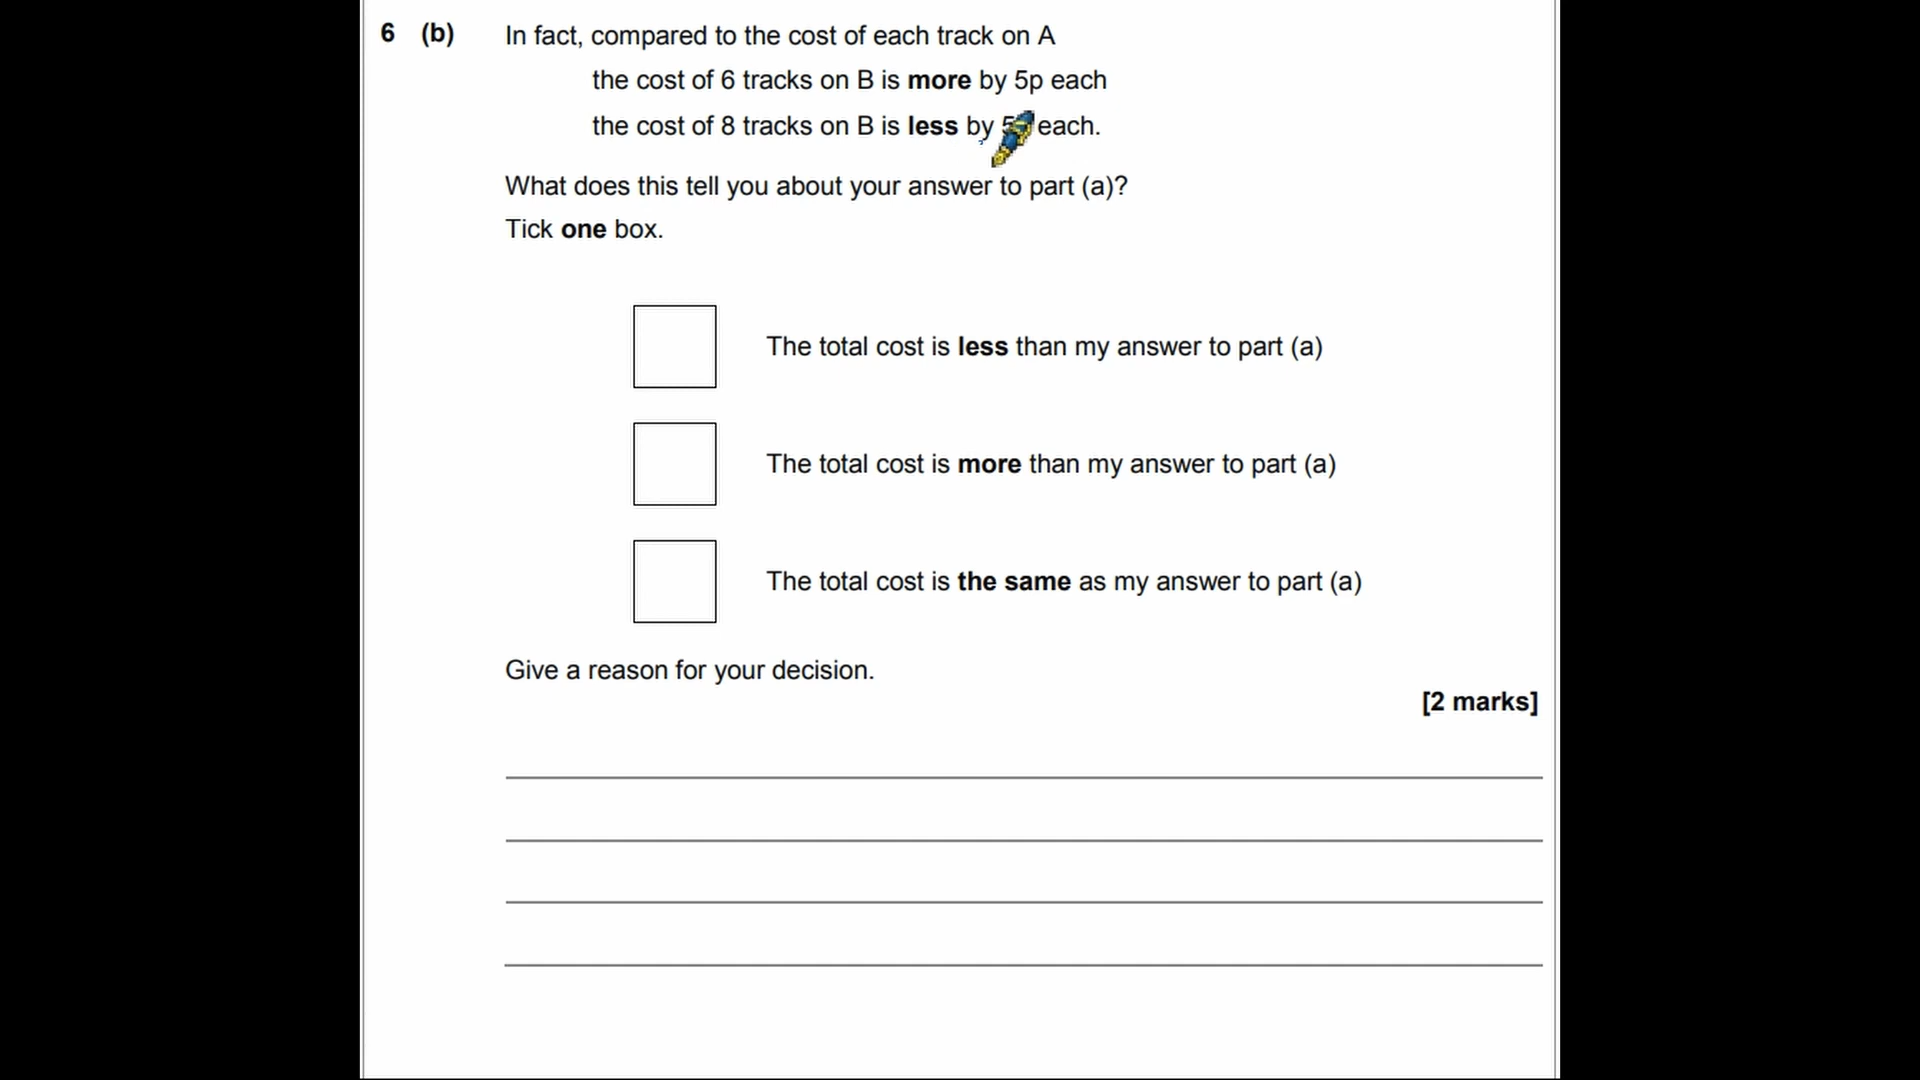 6 (b) In fact, compared to the cost of each track on A
the cost of 6 tracks on B is more by 5p each
the cost of 8 tracks on B is less by each.
What does this tell you about your answer to part (a)?
Tick one box.
The total cost is less than my answer to part (a)
The total cost is more than my answer to part (a)
The total cost is the same as my answer to part (a)
Give a reason for your decision.
[2 marks]